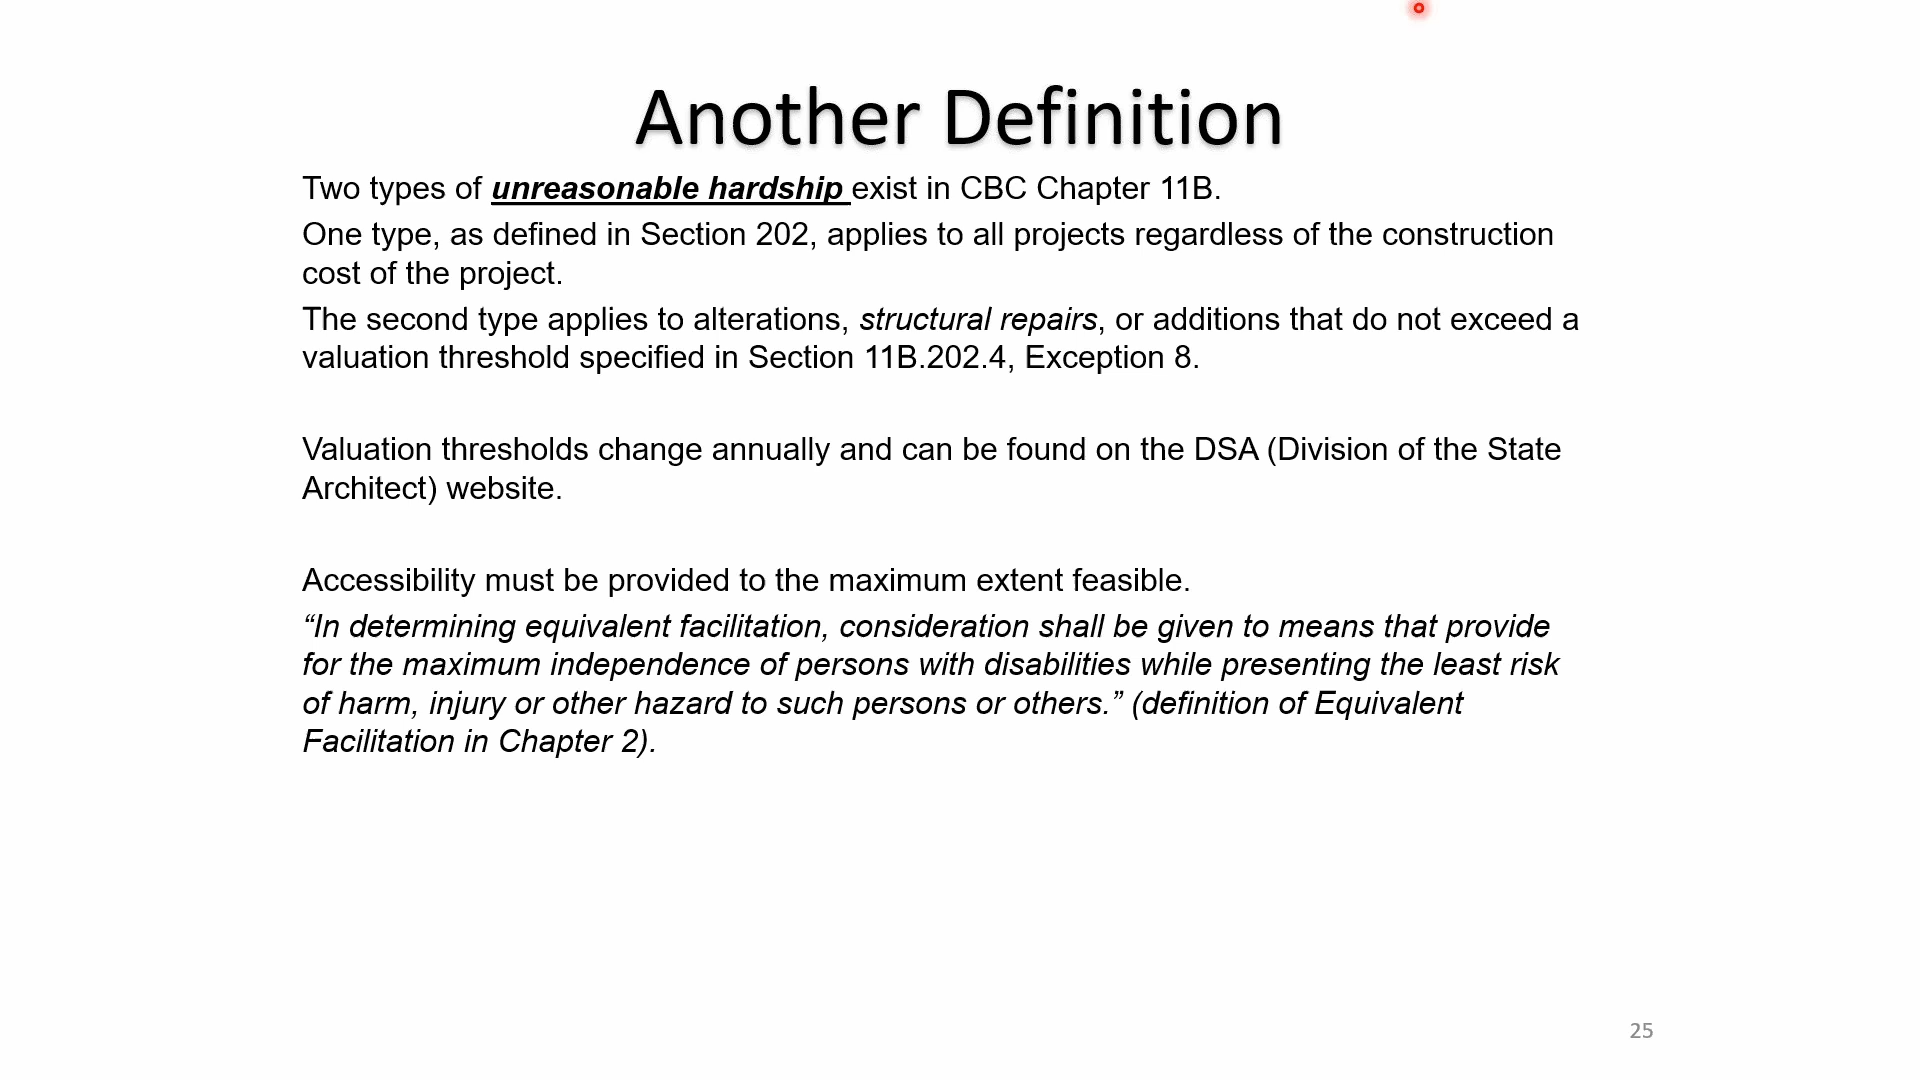 Another Definition
Two types of unreasonable hardship exist in CBC Chapter 11B.
One type, as defined in Section 202, applies to all projects regardless of the construction
cost of the project.
The second type applies to alterations, structural repairs, or additions that do not exceed a
valuation threshold specified in Section 11B.202.4, Exception 8.
Valuation thresholds change annually and can be found on the DSA (Division of the State
Architect) website.
Accessibility must be provided to the maximum extent feasible.
“In determining equivalent facilitation, consideration shall be given to means that provide
for the maximum independence of persons with disabilities while presenting the least risk
of harm, injury or other hazard to such persons or others.” (definition of Equivalent
Facilitation in Chapter 2).
25